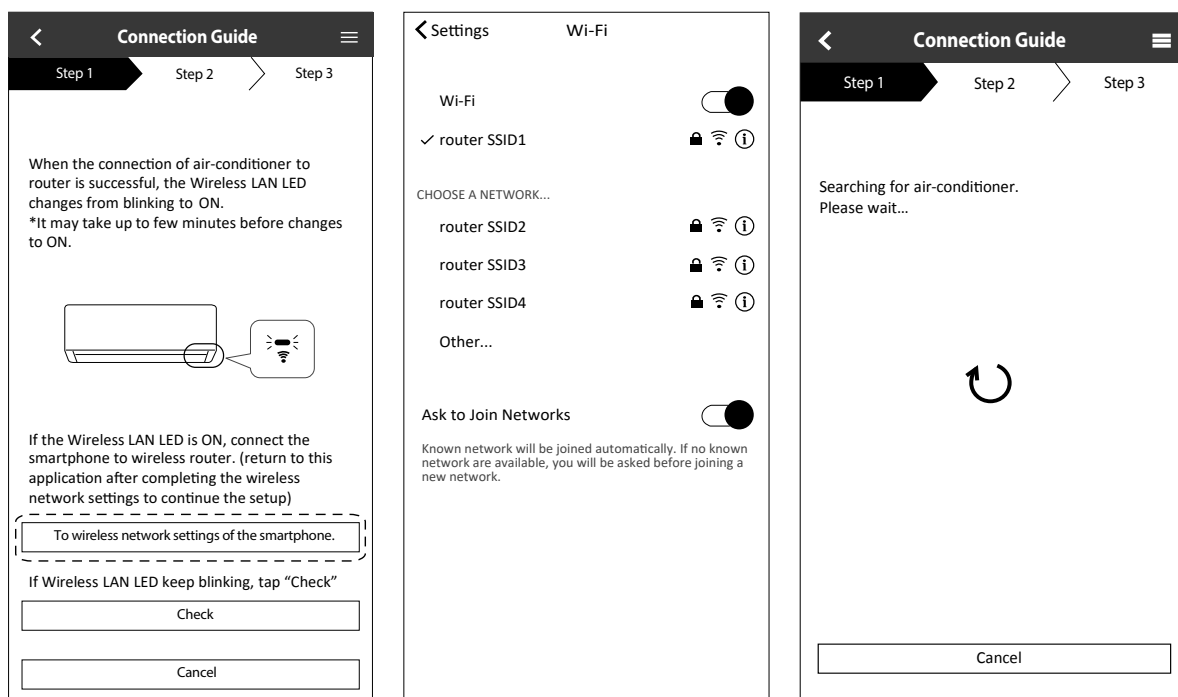 Connection Guide
Step 1
Step 2
Step 3
When the connection of air-conditioner to
router is successful, the Wireless LAN LED
changes from blinking to ON.
*It may take up to few minutes before changes
to ON.
If the Wireless LAN LED is ON, connect the
smartphone to wireless router. (return to this
application after completing the wireless
network settings to continue the setup)
To wireless network settings of the smartphone.
If Wireless LAN LED keep blinking, tap “Check”
Check
Cancel
Settings
Wi-Fi
Wi-Fi
router SSID1
CHOOSE A NETWORK...
router SSID2
router SSID3
router SSID4
Other...
Ask to Join Networks
Known network will be joined automatically. If no known
network are available, you will be asked before joining a
new network.
Connection Guide
Step 1
Step 2
Step 3
Searching for air-conditioner.
Please wait...
Cancel